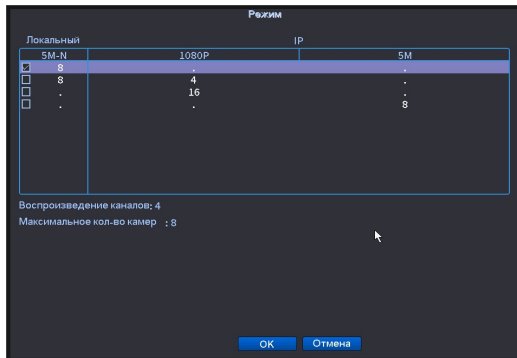 Режим
Локальный IP
5M-N 1080P 5M
8 . .
8 4 .
. 16 .
. . 8
Воспроизведение каналов: 4
Максимальное кол-во камер : 8
OK Отмена